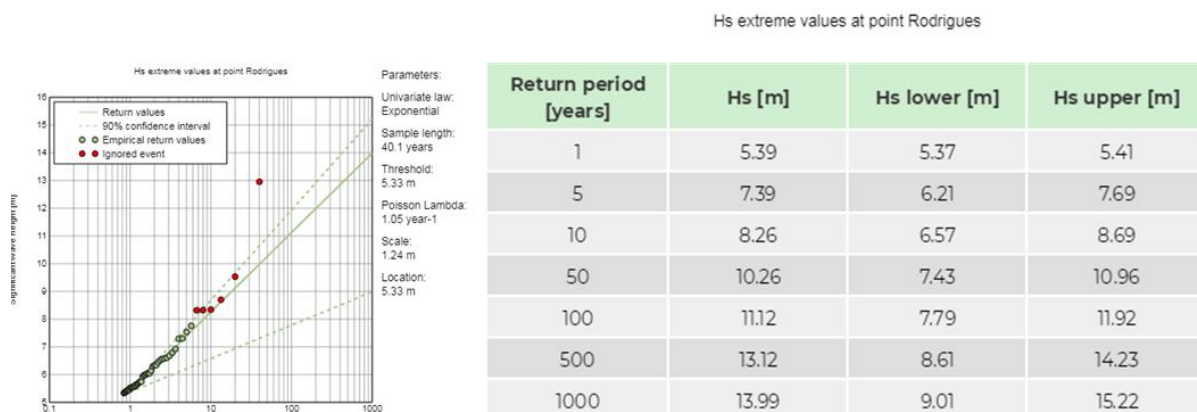 Hs extreme values at point Rodrigues
Hs extreme values at point Rodrigues
Significant wave height [m]
16
15
14
13
12
11
10
9
8
7
6
5
0.1
1
10
100
1000
Return values
90% confidence interval
Empirical return values
Ignored event
Parameters:
Univariate law:
Exponential
Sample length:
40.1 years
Threshold:
5.33 m
Poisson Lambda:
1.05 year-1
Scale:
1.24 m
Location:
5.33 m
Return period [years] Hs [m] Hs lower [m] Hs upper [m]
1 5.39 5.37 5.41
5 7.39 6.21 7.69
10 8.26 6.57 8.69
50 10.26 7.43 10.96
100 11.12 7.79 11.92
500 13.12 8.61 14.23
1000 13.99 9.01 15.22